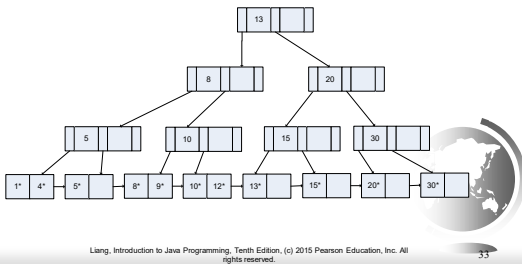 13
8 20
5 10 15 30
1* 4* 5* 8* 9* 10* 12* 13* 15* 20* 30*
Liang, Introduction to Java Programming, Tenth Edition, (c) 2015 Pearson Education, Inc. All
rights reserved.
33